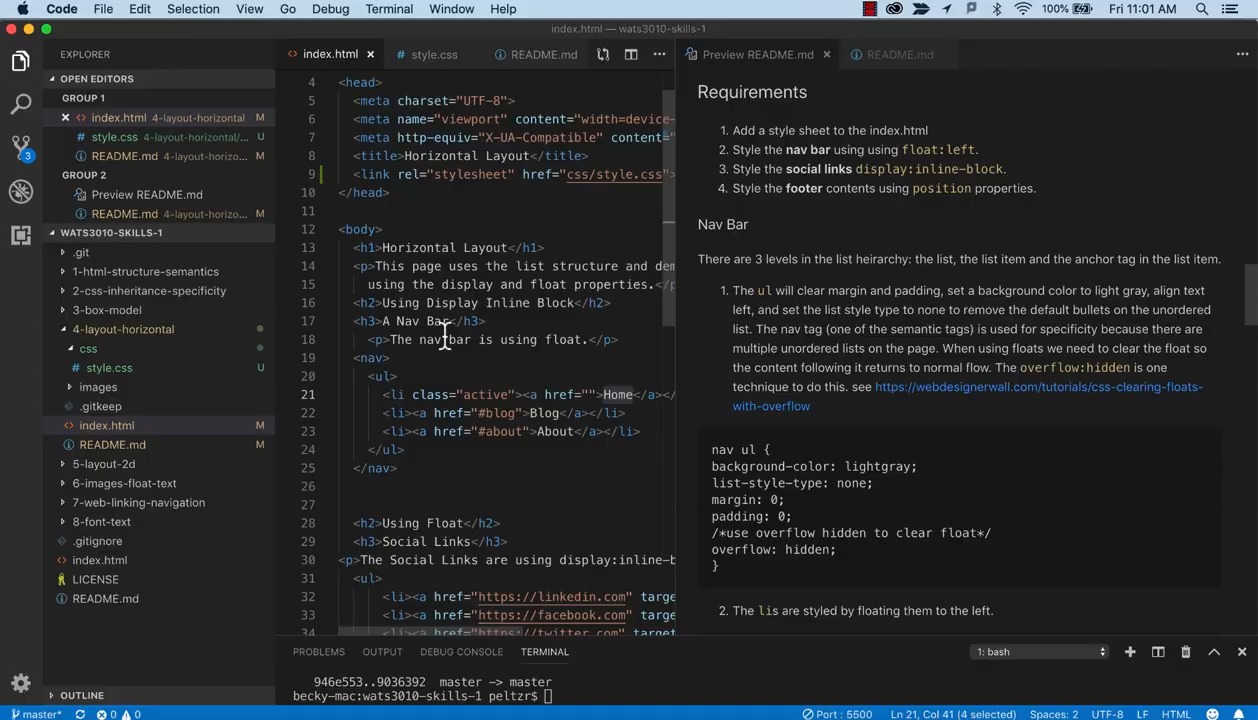 Code File Edit Selection View Go Debug Terminal Window Help 100% Fri 11:01 AM
index.html — wats3010-skills-1
EXPLORER
OPEN EDITORS
GROUP 1
index.html 4-layout-horizontal M
style.css 4-layout-horizontal/... U
README.md 4-layout-horizo... M
GROUP 2
Preview README.md
README.md 4-layout-horizo... M
WATS3010-SKILLS-1
.git
1-html-structure-semantics
2-css-inheritance-specificity
3-box-model
4-layout-horizontal
css
style.css U
images
.gitkeep
index.html M
README.md M
5-layout-2d
6-images-float-text
7-web-linking-navigation
8-font-text
.gitignore
index.html
LICENSE
README.md
OUTLINE
index.html style.css README.md
4 <head>
5 <meta charset="UTF-8">
6 <meta name="viewport" content="width=device-
7 <meta http-equiv="X-UA-Compatible" content="
8 <title>Horizontal Layout</title>
9 <link rel="stylesheet" href="css/style.css">
10 </head>
11
12 <body>
13 <h1>Horizontal Layout</h1>
14 <p>This page uses the list structure and dem
15 using the display and float properties.</p
16 <h2>Using Display Inline Block</h2>
17 <h3>A Nav Bar</h3>
18 <p>The nav bar is using float.</p>
19 <nav>
20 <ul>
21 <li class="active"><a href="">Home</a></
22 <li><a href="#blog">Blog</a></li>
23 <li><a href="#about">About</a></li>
24 </ul>
25 </nav>
26
27
28 <h2>Using Float</h2>
29 <h3>Social Links</h3>
30 <p>The Social Links are using display:inline-b
31 <ul>
32 <li><a href="https://linkedin.com" targe
33 <li><a href="https://facebook.com" targe
34 <li><a href="https://twitter.com" target
Preview README.md README.md
Requirements
1. Add a style sheet to the index.html
2. Style the nav bar using using float:left.
3. Style the social links display:inline-block.
4. Style the footer contents using position properties.
Nav Bar
There are 3 levels in the list heirarchy: the list, the list item and the anchor tag in the list item.
1. The ul will clear margin and padding, set a background color to light gray, align text
left, and set the list style type to none to remove the default bullets on the unordered
list. The nav tag (one of the semantic tags) is used for specificity because there are
multiple unordered lists on the page. When using floats we need to clear the float so
the content following it returns to normal flow. The overflow:hidden is one
technique to do this. see https://webdesignerwall.com/tutorials/css-clearing-floats-
with-overflow
nav ul {
background-color: lightgray;
list-style-type: none;
margin: 0;
padding: 0;
/*use overflow hidden to clear float*/
overflow: hidden;
}
2. The lis are styled by floating them to the left.
PROBLEMS OUTPUT DEBUG CONSOLE TERMINAL 1: bash
946e553..9036392 master -> master
becky-mac:wats3010-skills-1 peltzr$
3
master* 0 0 Port : 5500 Ln 21, Col 41 (4 selected) Spaces: 2 UTF-8 LF HTML